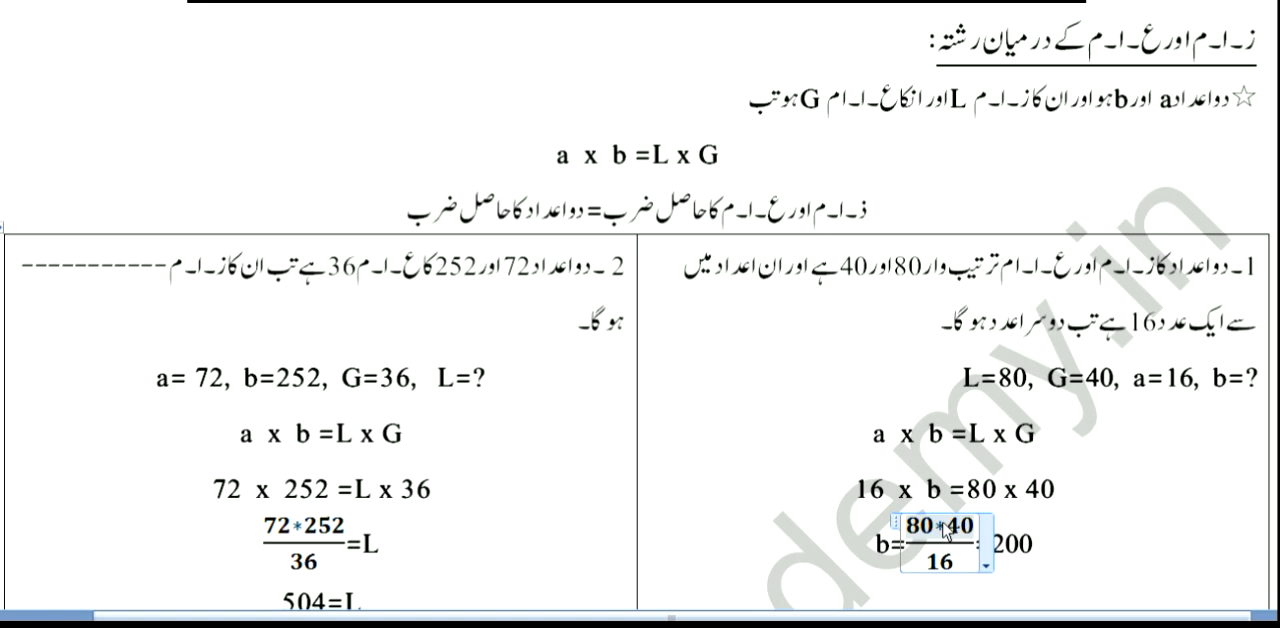 ز۔ا۔م اور ع۔ا۔م کے درمیان رشتہ:
☆ دو اعداد a اور b ہو اور ان کا ز۔ا۔م L اور انکا ع۔ا۔ام G ہو تب
a x b =L x G
ذ۔ا۔م اور ع۔ا۔م کا حاصل ضرب = دو اعداد کا حاصل ضرب
1۔ دو اعداد کا ز۔ا۔م اور ع۔ا۔ام ترتیب وار 80 اور 40 ہے اور ان اعداد میں
سے ایک عدد 16 ہے تب دوسرا عدد ہو گا۔
L=80, G=40, a=16, b=?
a x b =L x G
16 x b =80 x 40
b= 80*40 / 16 = 200
2۔ دو اعداد 72 اور 252 کا ع۔ا۔م 36 ہے تب ان کا ز۔ا۔م -----------
ہو گا۔
a= 72, b=252, G=36, L=?
a x b =L x G
72 x 252 =L x 36
72*252 / 36 =L
504=L
demy.in